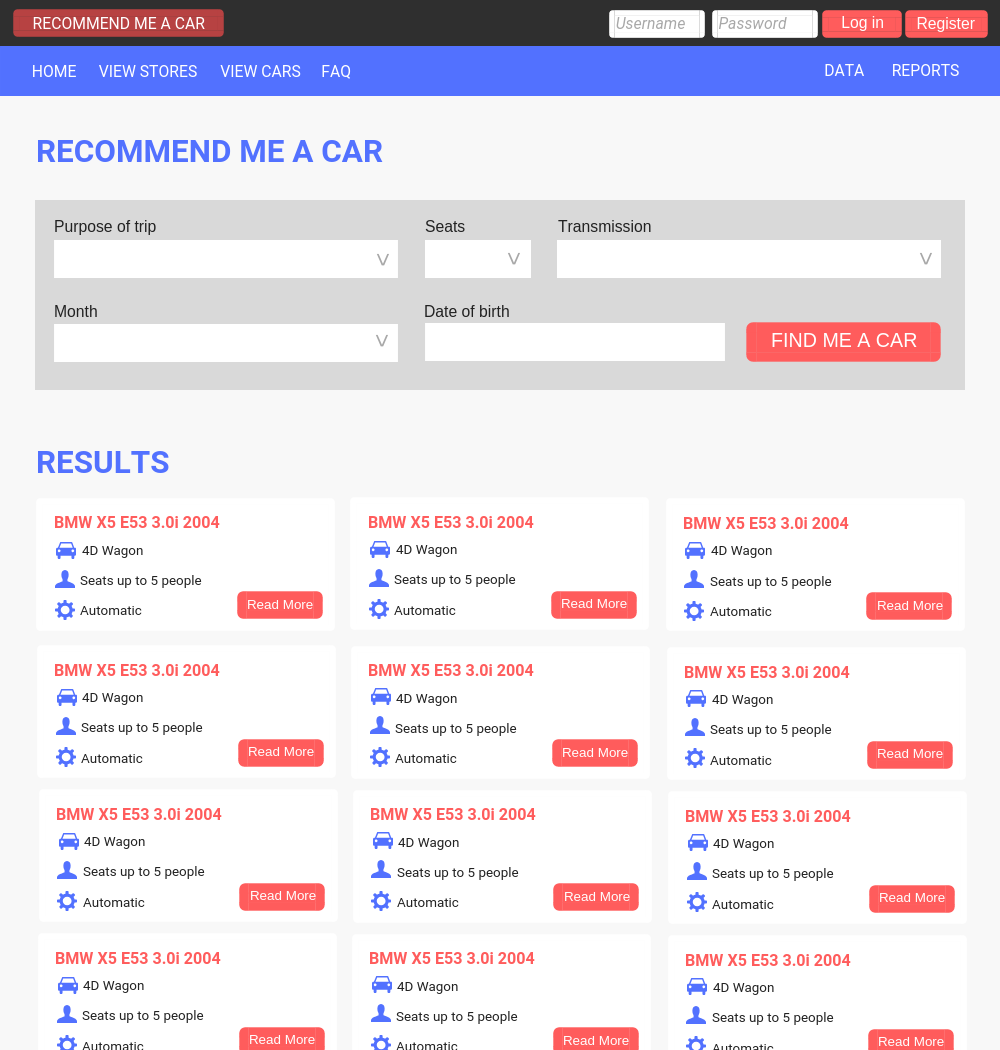 RECOMMEND ME A CAR Username Password Log in Register
HOME VIEW STORES VIEW CARS FAQ DATA REPORTS
RECOMMEND ME A CAR
Purpose of trip Seats Transmission
V V V
Month Date of birth
V FIND ME A CAR
RESULTS
BMW X5 E53 3.0i 2004 BMW X5 E53 3.0i 2004 BMW X5 E53 3.0i 2004
4D Wagon 4D Wagon 4D Wagon
Seats up to 5 people Seats up to 5 people Seats up to 5 people
Automatic Read More Automatic Read More Automatic Read More
BMW X5 E53 3.0i 2004 BMW X5 E53 3.0i 2004 BMW X5 E53 3.0i 2004
4D Wagon 4D Wagon 4D Wagon
Seats up to 5 people Seats up to 5 people Seats up to 5 people
Automatic Read More Automatic Read More Automatic Read More
BMW X5 E53 3.0i 2004 BMW X5 E53 3.0i 2004 BMW X5 E53 3.0i 2004
4D Wagon 4D Wagon 4D Wagon
Seats up to 5 people Seats up to 5 people Seats up to 5 people
Automatic Read More Automatic Read More Automatic Read More
BMW X5 E53 3.0i 2004 BMW X5 E53 3.0i 2004 BMW X5 E53 3.0i 2004
4D Wagon 4D Wagon 4D Wagon
Seats up to 5 people Seats up to 5 people Seats up to 5 people
Automatic Read More Automatic Read More Automatic Read More